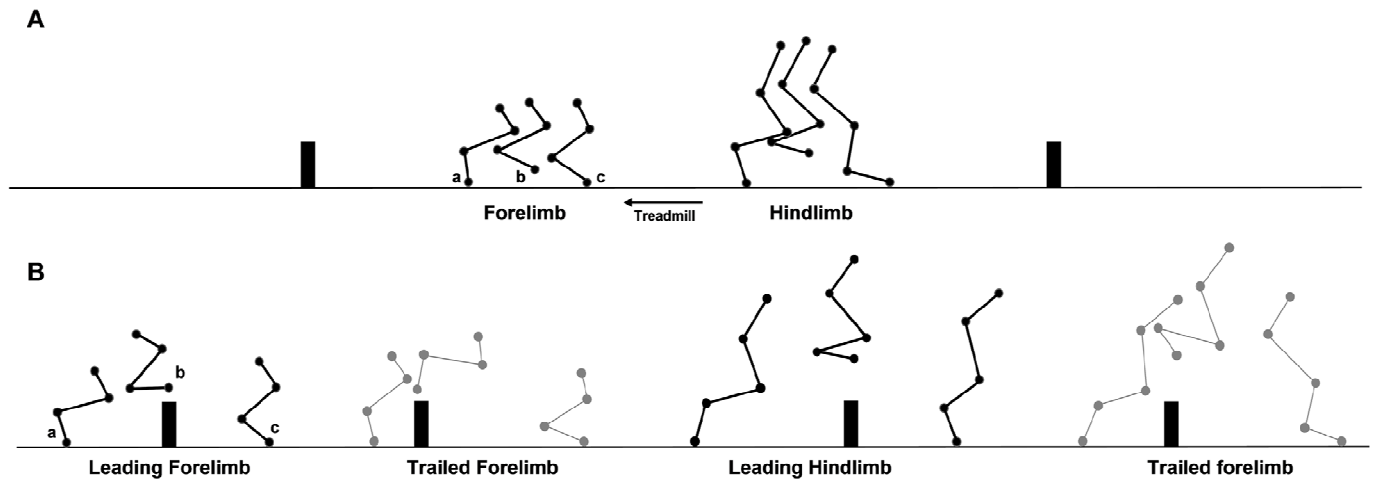 A
a
b
c
Forelimb
Treadmill
Hindlimb
B
a
b
c
Leading Forelimb
Trailed Forelimb
Leading Hindlimb
Trailed forelimb